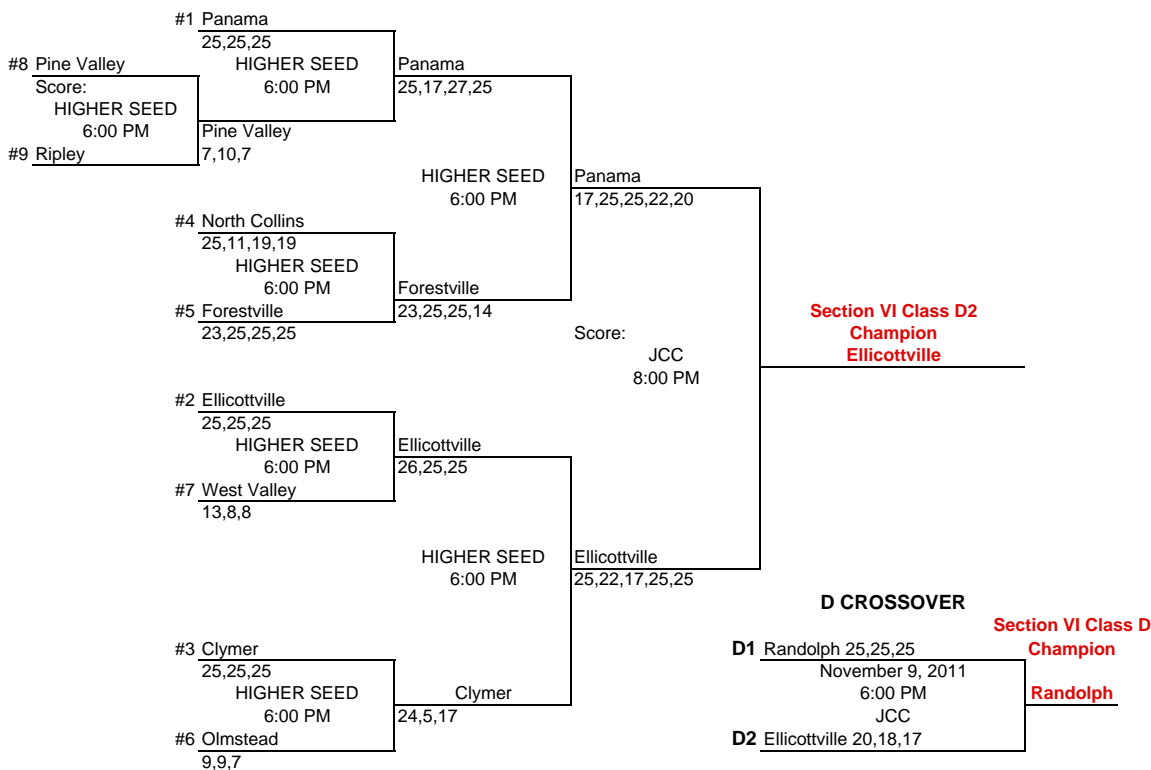 #1 Panama
25,25,25
#8 Pine Valley
HIGHER SEED
Panama
Score:
6:00 PM
25,17,27,25
HIGHER SEED
6:00 PM
Pine Valley
#9 Ripley
7,10,7
HIGHER SEED
Panama
6:00 PM
17,25,25,22,20
#4 North Collins
25,11,19,19
HIGHER SEED
6:00 PM
Forestville
#5 Forestville
23,25,25,14
23,25,25,25
Score:
JCC
8:00 PM
Section VI Class D2
Champion
Ellicottville
#2 Ellicottville
25,25,25
HIGHER SEED
Ellicottville
6:00 PM
26,25,25
#7 West Valley
13,8,8
HIGHER SEED
Ellicottville
6:00 PM
25,22,17,25,25
#3 Clymer
25,25,25
HIGHER SEED
Clymer
6:00 PM
24,5,17
#6 Olmstead
9,9,7
D CROSSOVER
Section VI Class D
Champion
D1 Randolph 25,25,25
November 9, 2011
6:00 PM
Randolph
JCC
D2 Ellicottville 20,18,17